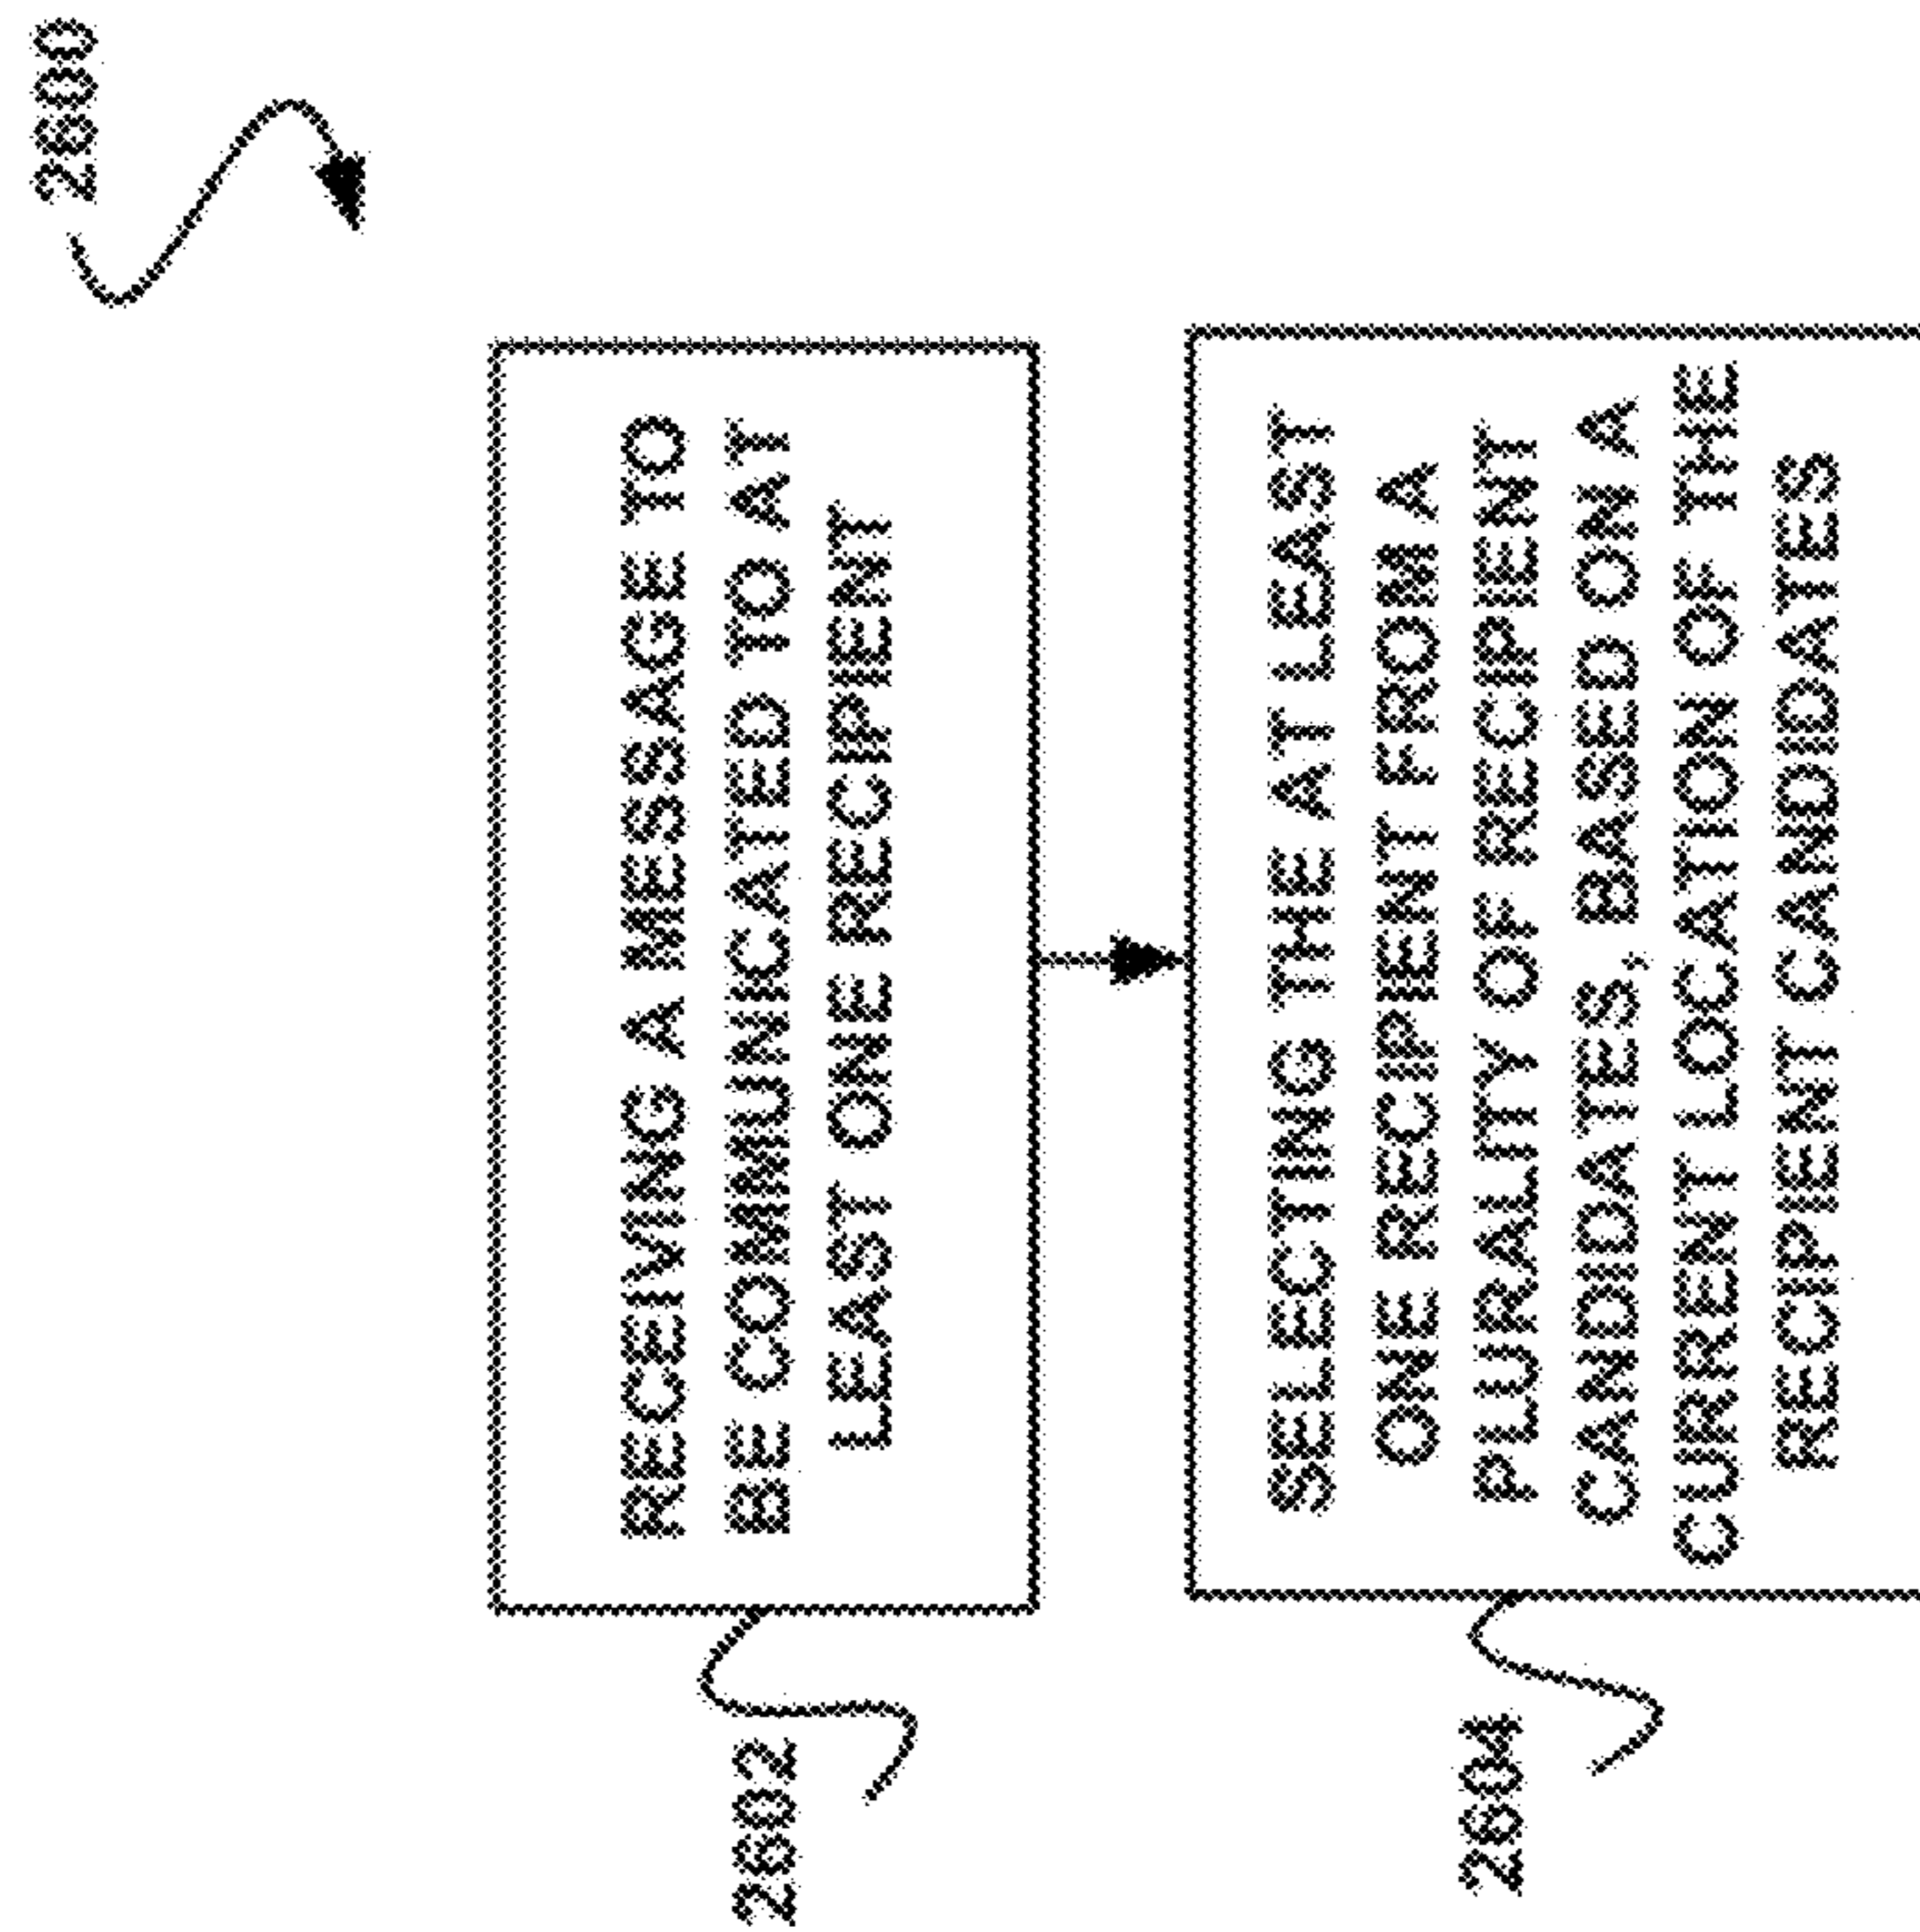 2600
RECEIVING A MESSAGE TO
BE COMMUNICATED TO AT
LEAST ONE RECIPIENT
2602
SELECTING THE AT LEAST
ONE RECIPIENT FROM A
PLURALITY OF RECIPIENT
CANDIDATES, BASED ON A
CURRENT LOCATION OF THE
RECIPIENT CANDIDATES
2604